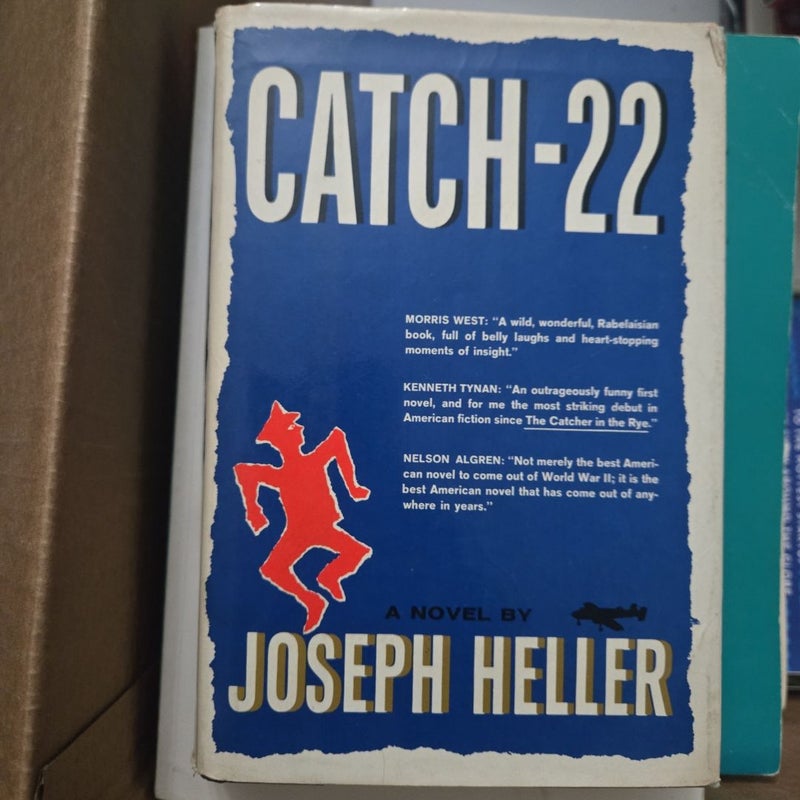 CATCH-22
MORRIS WEST: "A wild, wonderful, Rabelaisian
book, full of belly laughs and heart-stopping
moments of insight."
KENNETH TYNAN: "An outrageously funny first
novel, and for me the most striking debut in
American fiction since The Catcher in the Rye."
NELSON ALGREN: "Not merely the best Ameri-
can novel to come out of World War II; it is the
best American novel that has come out of any-
where in years."
A NOVEL BY
JOSEPH HELLER